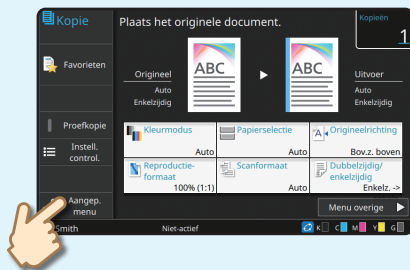 Kopie
Plaats het originele document.
Kopieën
1
Favorieten
Origineel
ABC
ABC
Uitvoer
Auto
Enkelzijdig
Auto
Enkelzijdig
Proefkopie
Instell.
control.
Aangep.
menu
Kleurmodus
Auto
Papierselectie
Auto
A
Origineelrichting
Bov.z. boven
Reproductie-
formaat
100% (1:1)
Scanformaat
Auto
Dubbelzijdig/
enkelzijdig
Enkelz. ->
Menu overige
Smith
Niet-actief
K C M Y G